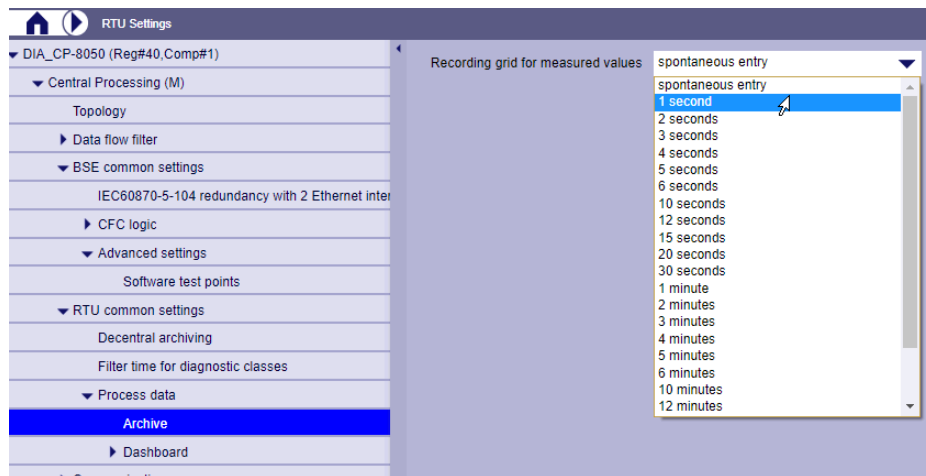 RTU Settings
DIA_CP-8050 (Reg#40,Comp#1)
Central Processing (M)
Topology
Data flow filter
BSE common settings
IEC60870-5-104 redundancy with 2 Ethernet inter
CFC logic
Advanced settings
Software test points
RTU common settings
Decentral archiving
Filter time for diagnostic classes
Process data
Archive
Dashboard
Recording grid for measured values
spontaneous entry
spontaneous entry
1 second
2 seconds
3 seconds
4 seconds
5 seconds
6 seconds
10 seconds
12 seconds
15 seconds
20 seconds
30 seconds
1 minute
2 minutes
3 minutes
4 minutes
5 minutes
6 minutes
10 minutes
12 minutes